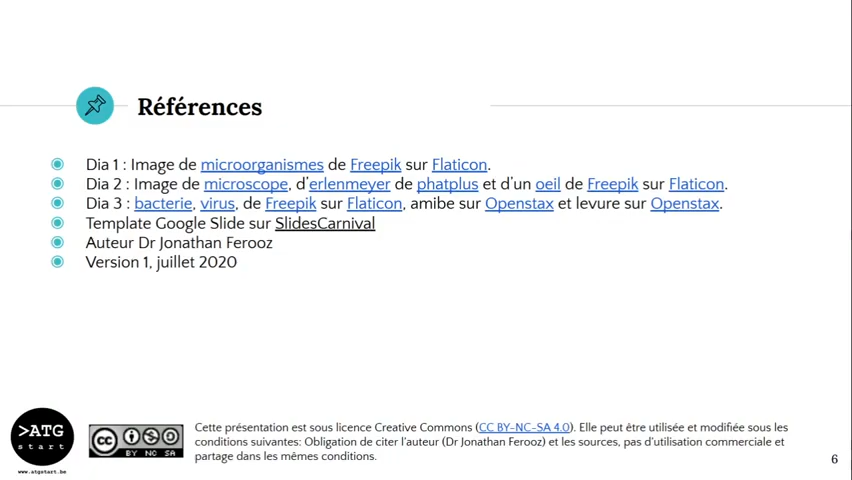 Références
Dia 1 : Image de microorganismes de Freepik sur Flaticon.
Dia 2 : Image de microscope, d’erlenmeyer de phatplus et d’un oeil de Freepik sur Flaticon.
Dia 3 : bacterie, virus, de Freepik sur Flaticon, amibe sur Openstax et levure sur Openstax.
Template Google Slide sur SlidesCarnival
Auteur Dr Jonathan Ferooz
Version 1, juillet 2020
>ATG
start
www.atgstart.be
cc
BY NC SA
Cette présentation est sous licence Creative Commons (CC BY-NC-SA 4.0). Elle peut être utilisée et modifiée sous les
conditions suivantes: Obligation de citer l’auteur (Dr Jonathan Ferooz) et les sources, pas d’utilisation commerciale et
partage dans les mêmes conditions.
6